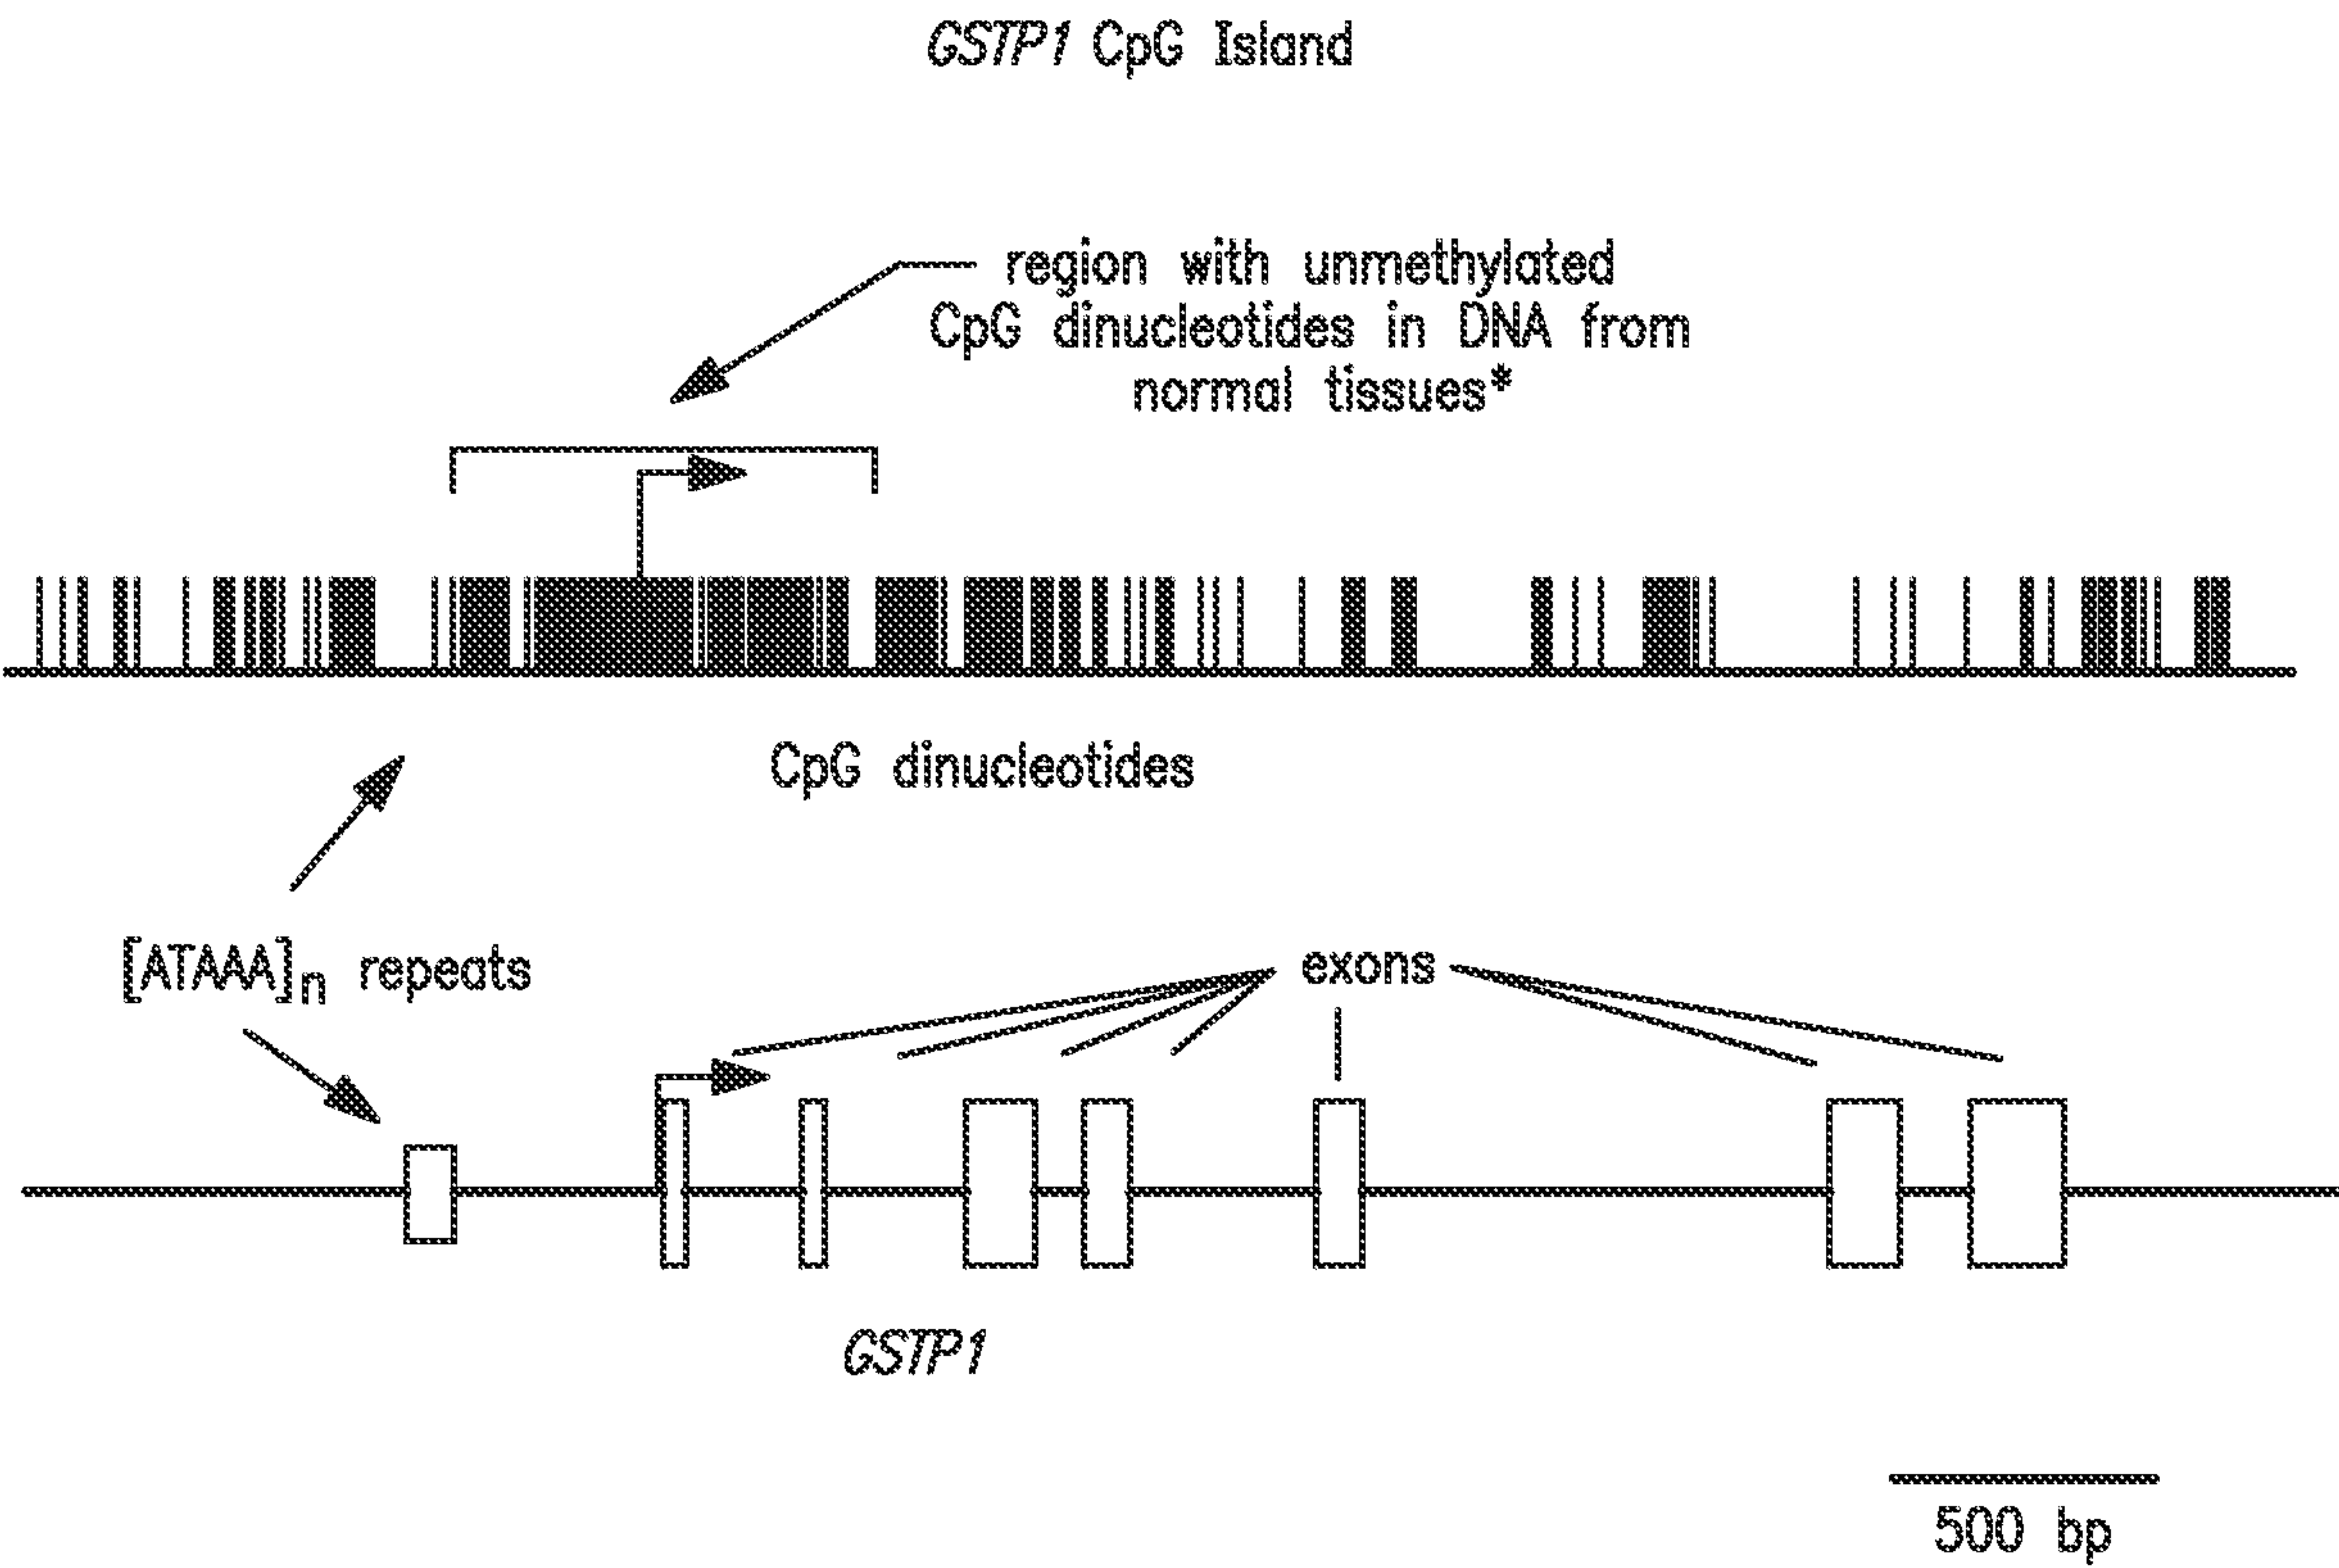 GSTP1 CpG Island
region with unmethylated
CpG dinucleotides in DNA from
normal tissues*
CpG dinucleotides
[ATAAA]n repeats
exons
GSTP1
500 bp